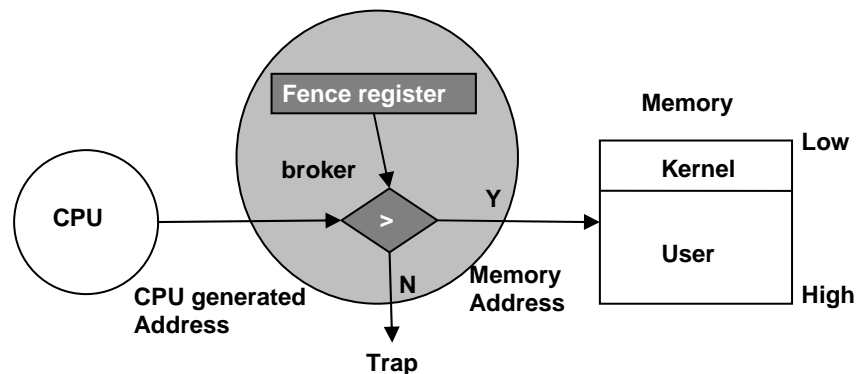 Fence register
Memory
Low
broker
Kernel
CPU
>
Y
User
N
Memory
Address
CPU generated
Address
High
Trap